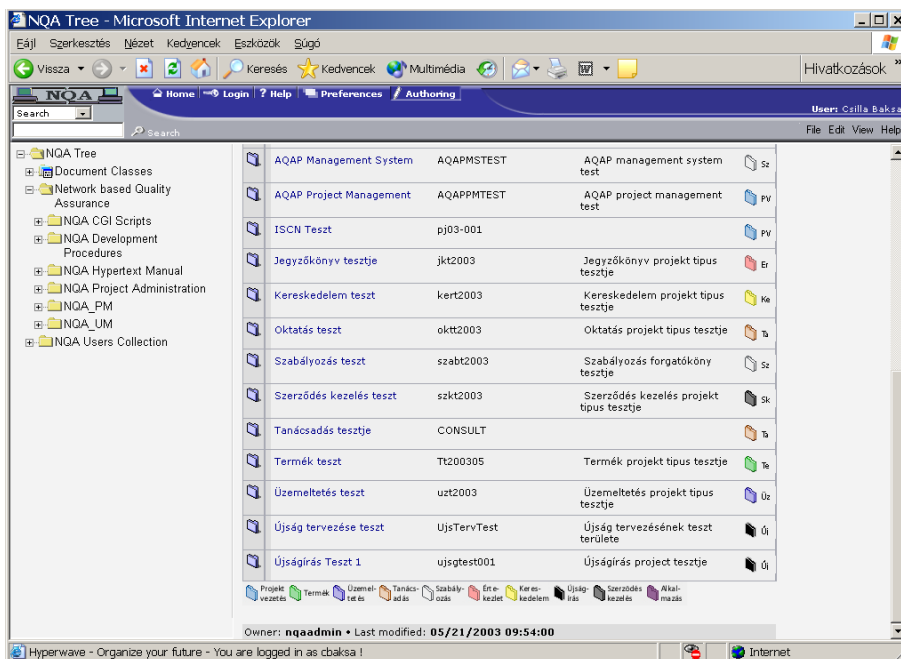 NQA Tree - Microsoft Internet Explorer
Fájl Szerkesztés Nézet Kedvencek Eszközök Súgó
Vissza Keresés Kedvencek Multimédia Hivatkozások »
NQA Home Login ? Help Preferences Authoring
Search
User: Csilla Baksa
Search
File Edit View Help
NQA Tree
Document Classes
Network based Quality
Assurance
NQA CGI Scripts
NQA Development
Procedures
NQA Hypertext Manual
NQA Project Administration
NQA_PM
NQA_UM
NQA Users Collection
AQAP Management System AQAPMSTEST AQAP management system Sz
test
AQAP Project Management AQAPPMTEST AQAP project management PV
test
ISCN Teszt pj03-001 PV
Jegyzőkönyv tesztje jkt2003 Jegyzőkönyv projekt tipus Er
tesztje
Kereskedelem teszt kert2003 Kereskedelem projekt tipus Ke
tesztje
Oktatás teszt oktt2003 Oktatás projekt tipus tesztje Ta
Szabályozás teszt szabt2003 Szabályozás forgatóköny Sz
tesztje
Szerződés kezelés teszt szkt2003 Szerződés kezelés projekt Sk
tipus tesztje
Tanácsadás tesztje CONSULT Ta
Termék teszt Tt200305 Termék projekt tipus tesztje Te
Üzemeltetés teszt uzt2003 Üzemeltetés projekt tipus Üz
tesztje
Újság tervezése teszt UjsTervTest Újság tervezésének teszt Új
területe
Újságírás Teszt 1 ujsgtest001 Újságírás project tesztje Új
Projekt vezetés Termék Üzemel- tetés Tanács- adás Szabály- ozás Érte- kezlet Keres- kedelem Újság- írás Szerződés kezelés Alkal- mazás
Owner: nqaadmin • Last modified: 05/21/2003 09:54:00
Hyperwave - Organize your future - You are logged in as cbaksa ! Internet